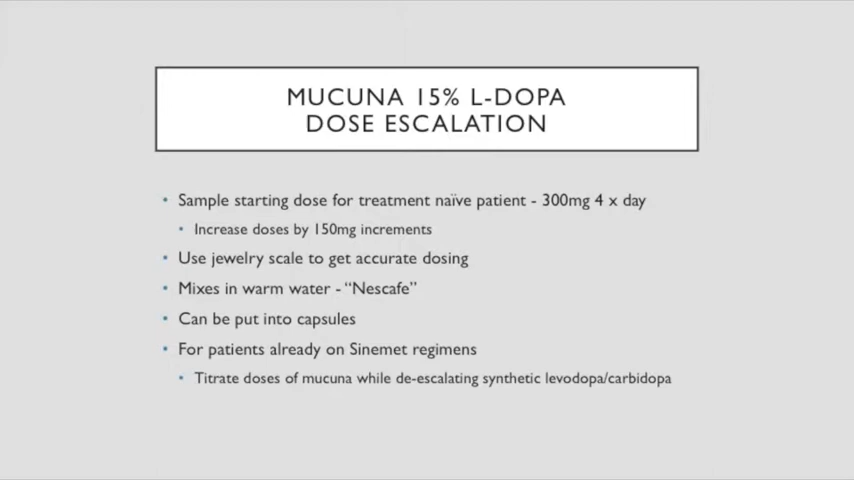 MUCUNA 15% L-DOPA
DOSE ESCALATION
• Sample starting dose for treatment naïve patient - 300mg 4 x day
• Increase doses by 150mg increments
• Use jewelry scale to get accurate dosing
• Mixes in warm water - “Nescafe”
• Can be put into capsules
• For patients already on Sinemet regimens
• Titrate doses of mucuna while de-escalating synthetic levodopa/carbidopa